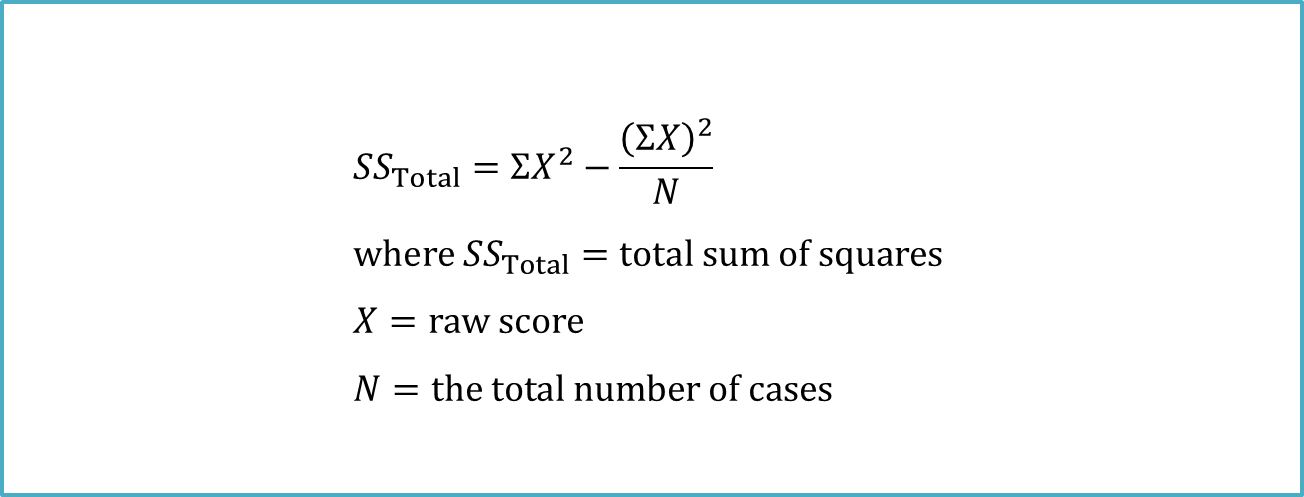 SS_Total = ΣX² − (ΣX)²/N
where SS_Total = total sum of squares
X = raw score
N = the total number of cases